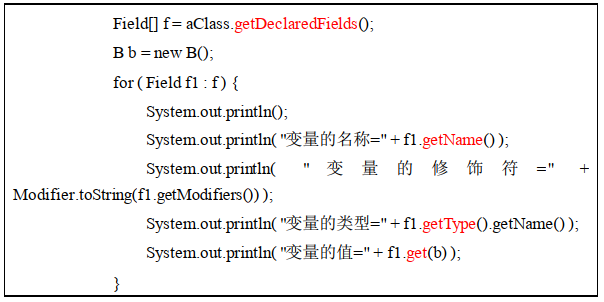 Field[] f = aClass.getDeclaredFields();
B b = new B();
for ( Field f1 : f ) {
System.out.println();
System.out.println( "变量的名称=" + f1.getName() );
System.out.println( " 变 量 的 修 饰 符 =" +
Modifier.toString(f1.getModifiers()) );
System.out.println( "变量的类型=" + f1.getType().getName() );
System.out.println( "变量的值=" + f1.get(b) );
}